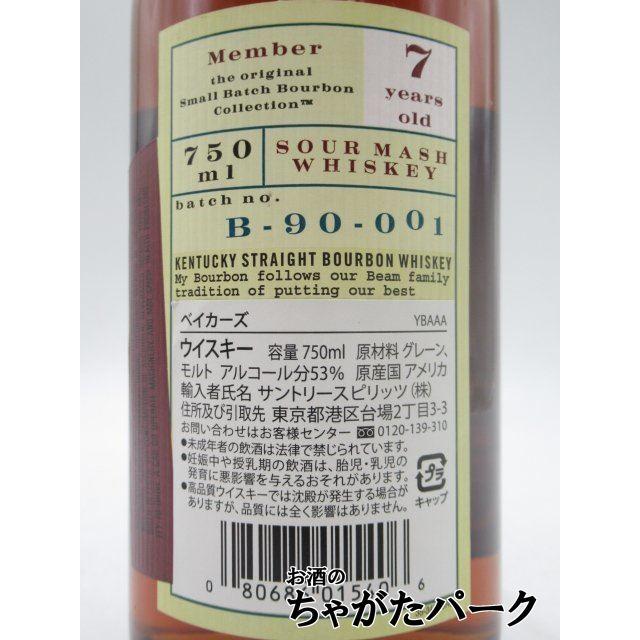 Member
the original
Small Batch Bourbon
Collection™
7
years
old
750
ml
SOUR MASH
WHISKEY
batch no.
B-90-001
KENTUCKY STRAIGHT BOURBON WHISKEY
My Bourbon follows our Beam family
tradition of putting our best
ベイカーズ YBAAA
ウイスキー 容量 750ml 原材料 グレーン、
モルト アルコール分53% 原産国 アメリカ
輸入者氏名 サントリースピリッツ(株)
住所及び引取先 東京都港区台場2丁目3-3
お問い合わせはお客様センター 0120-139-310
●未成年者の飲酒は法律で禁じられています。
●妊娠中や授乳期の飲酒は、胎児・乳児の
発育に悪影響を与えるおそれがあります。
●高品質ウイスキーでは沈殿が発生する場合が
ありますが、品質には全く影響はありません。
プラ
キャップ
0 80686 01540 6
お酒の
ちゃがたパーク